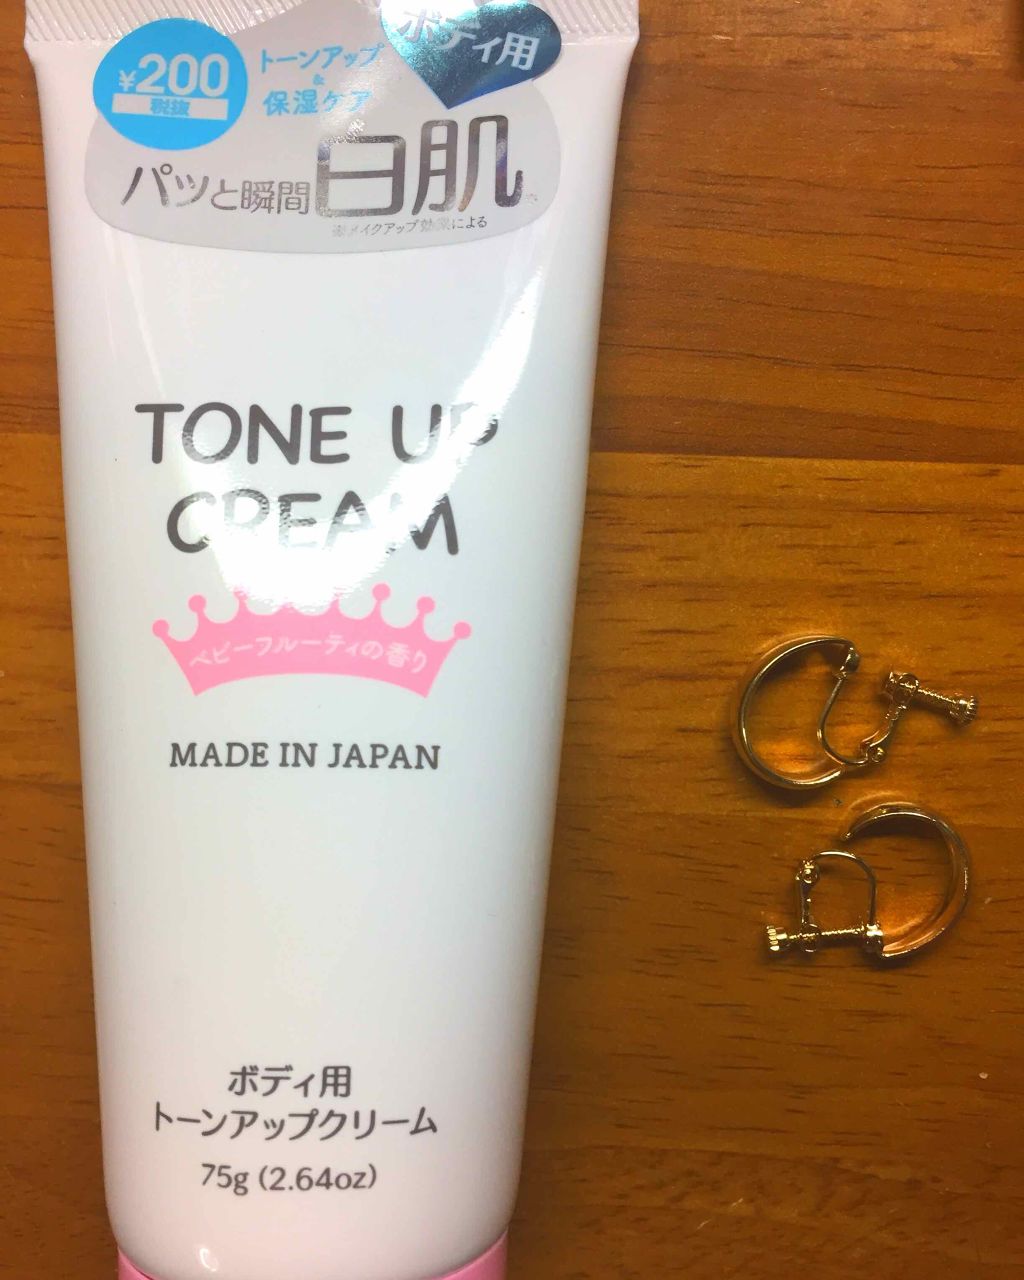 ¥200
税抜
トーンアップ
&
保湿ケア
ボディ用
パッと瞬間白肌
※メイクアップ効果による
TONE UP
CREAM
ベビーフルーティの香り
MADE IN JAPAN
ボディ用
トーンアップクリーム
75g (2.64oz)